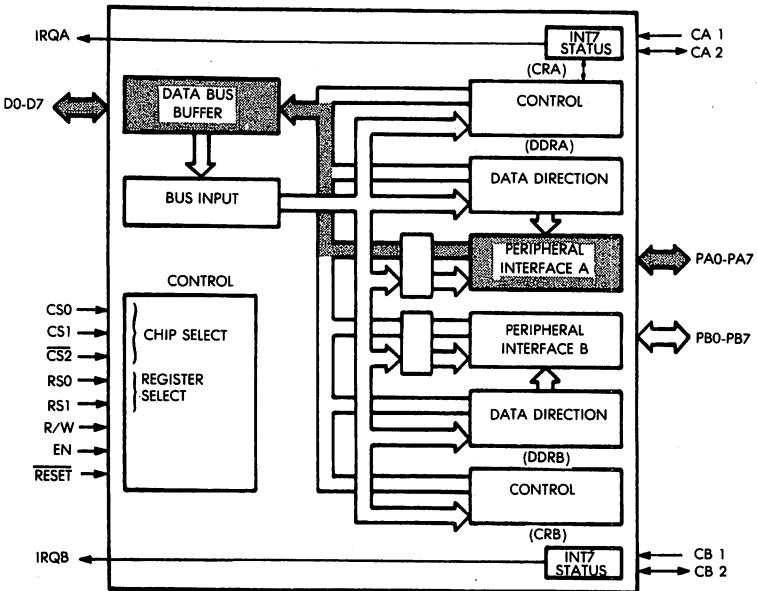 IRQA
INT7
STATUS
CA 1
CA 2
(CRA)
D0-D7
DATA BUS
BUFFER
CONTROL
(DDRA)
BUS INPUT
DATA DIRECTION
PERIPHERAL
INTERFACE A
PA0-PA7
CONTROL
CS0
CS1
CS2
CHIP SELECT
RS0
RS1
REGISTER
SELECT
R/W
EN
RESET
PERIPHERAL
INTERFACE B
PB0-PB7
DATA DIRECTION
(DDRB)
CONTROL
(CRB)
IRQB
INT7
STATUS
CB 1
CB 2